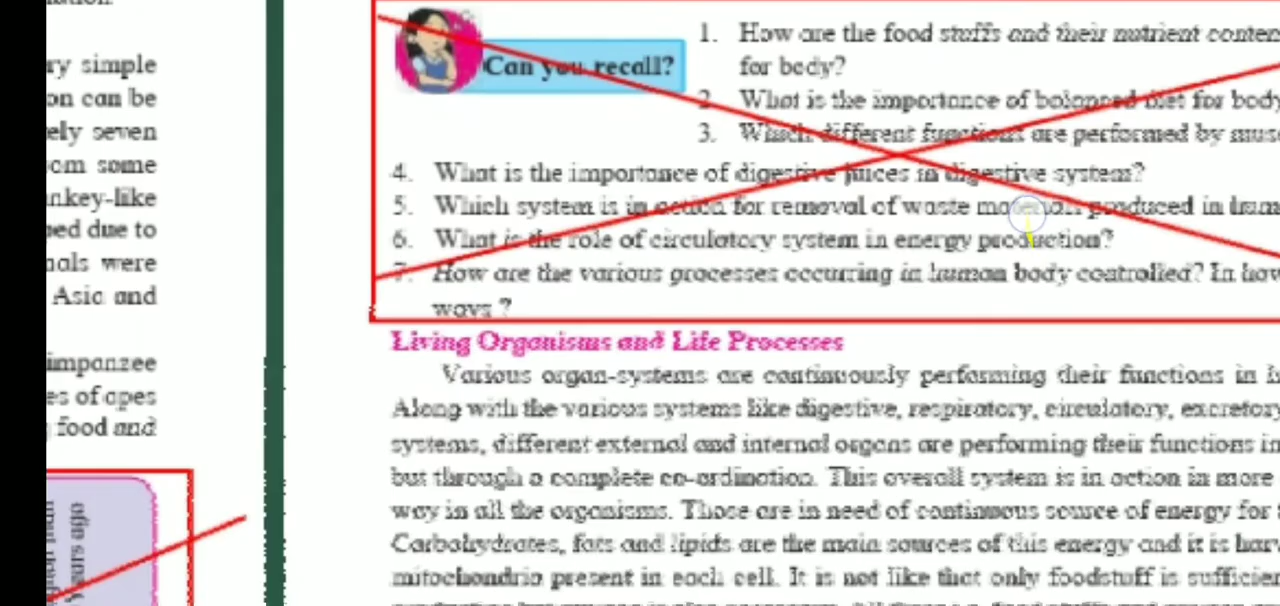 ry simple
on can be
ely seven
om some
nkey-like
ed due to
als were
Asia and
impanzee
es of apes
food and
years ago
Can you recall?
1. How are the food stuffs and their nutrient conten
for body?
2. What is the importance of balanced diet for body
3. Which different functions are performed by mus
4. What is the importance of digestive juices in digestive system?
5. Which system is in action for removal of waste materials produced in hum
6. What is the role of circulatory system in energy production?
7. How are the various processes occurring in human body controlled? In how
ways ?
Living Organisms and Life Processes
Various organ-systems are continuously performing their functions in
Along with the various systems like digestive, respiratory, circulatory, excretory
systems, different external and internal organs are performing their functions in
but through a complete co-ordination. This overall system is in action in more
way in all the organisms. Those are in need of continuous source of energy for
Carbohydrates, fats and lipids are the main sources of this energy and it is har
mitochondria present in each cell. It is not like that only foodstuff is sufficien